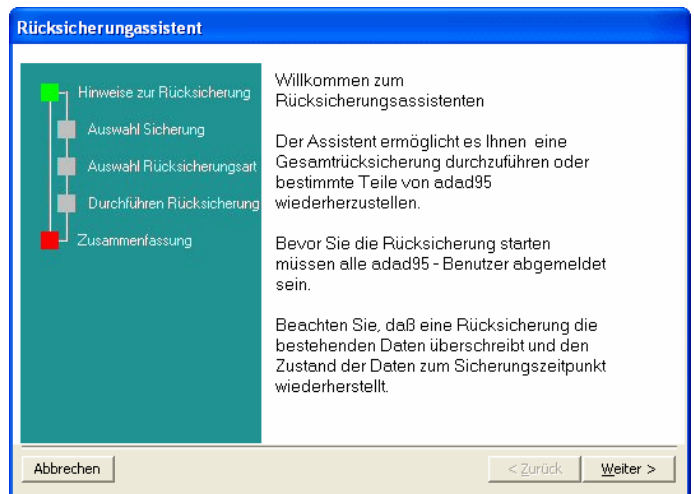 Rücksicherungassistent
Hinweise zur Rücksicherung
Auswahl Sicherung
Auswahl Rücksicherungsart
Durchführen Rücksicherung
Zusammenfassung
Willkommen zum
Rücksicherungsassistenten
Der Assistent ermöglicht es Ihnen eine
Gesamtrücksicherung durchzuführen oder
bestimmte Teile von adad95
wiederherzustellen.
Bevor Sie die Rücksicherung starten
müssen alle adad95 - Benutzer abgemeldet
sein.
Beachten Sie, daß eine Rücksicherung die
bestehenden Daten überschreibt und den
Zustand der Daten zum Sicherungszeitpunkt
wiederherstellt.
Abbrechen
< Zurück
Weiter >